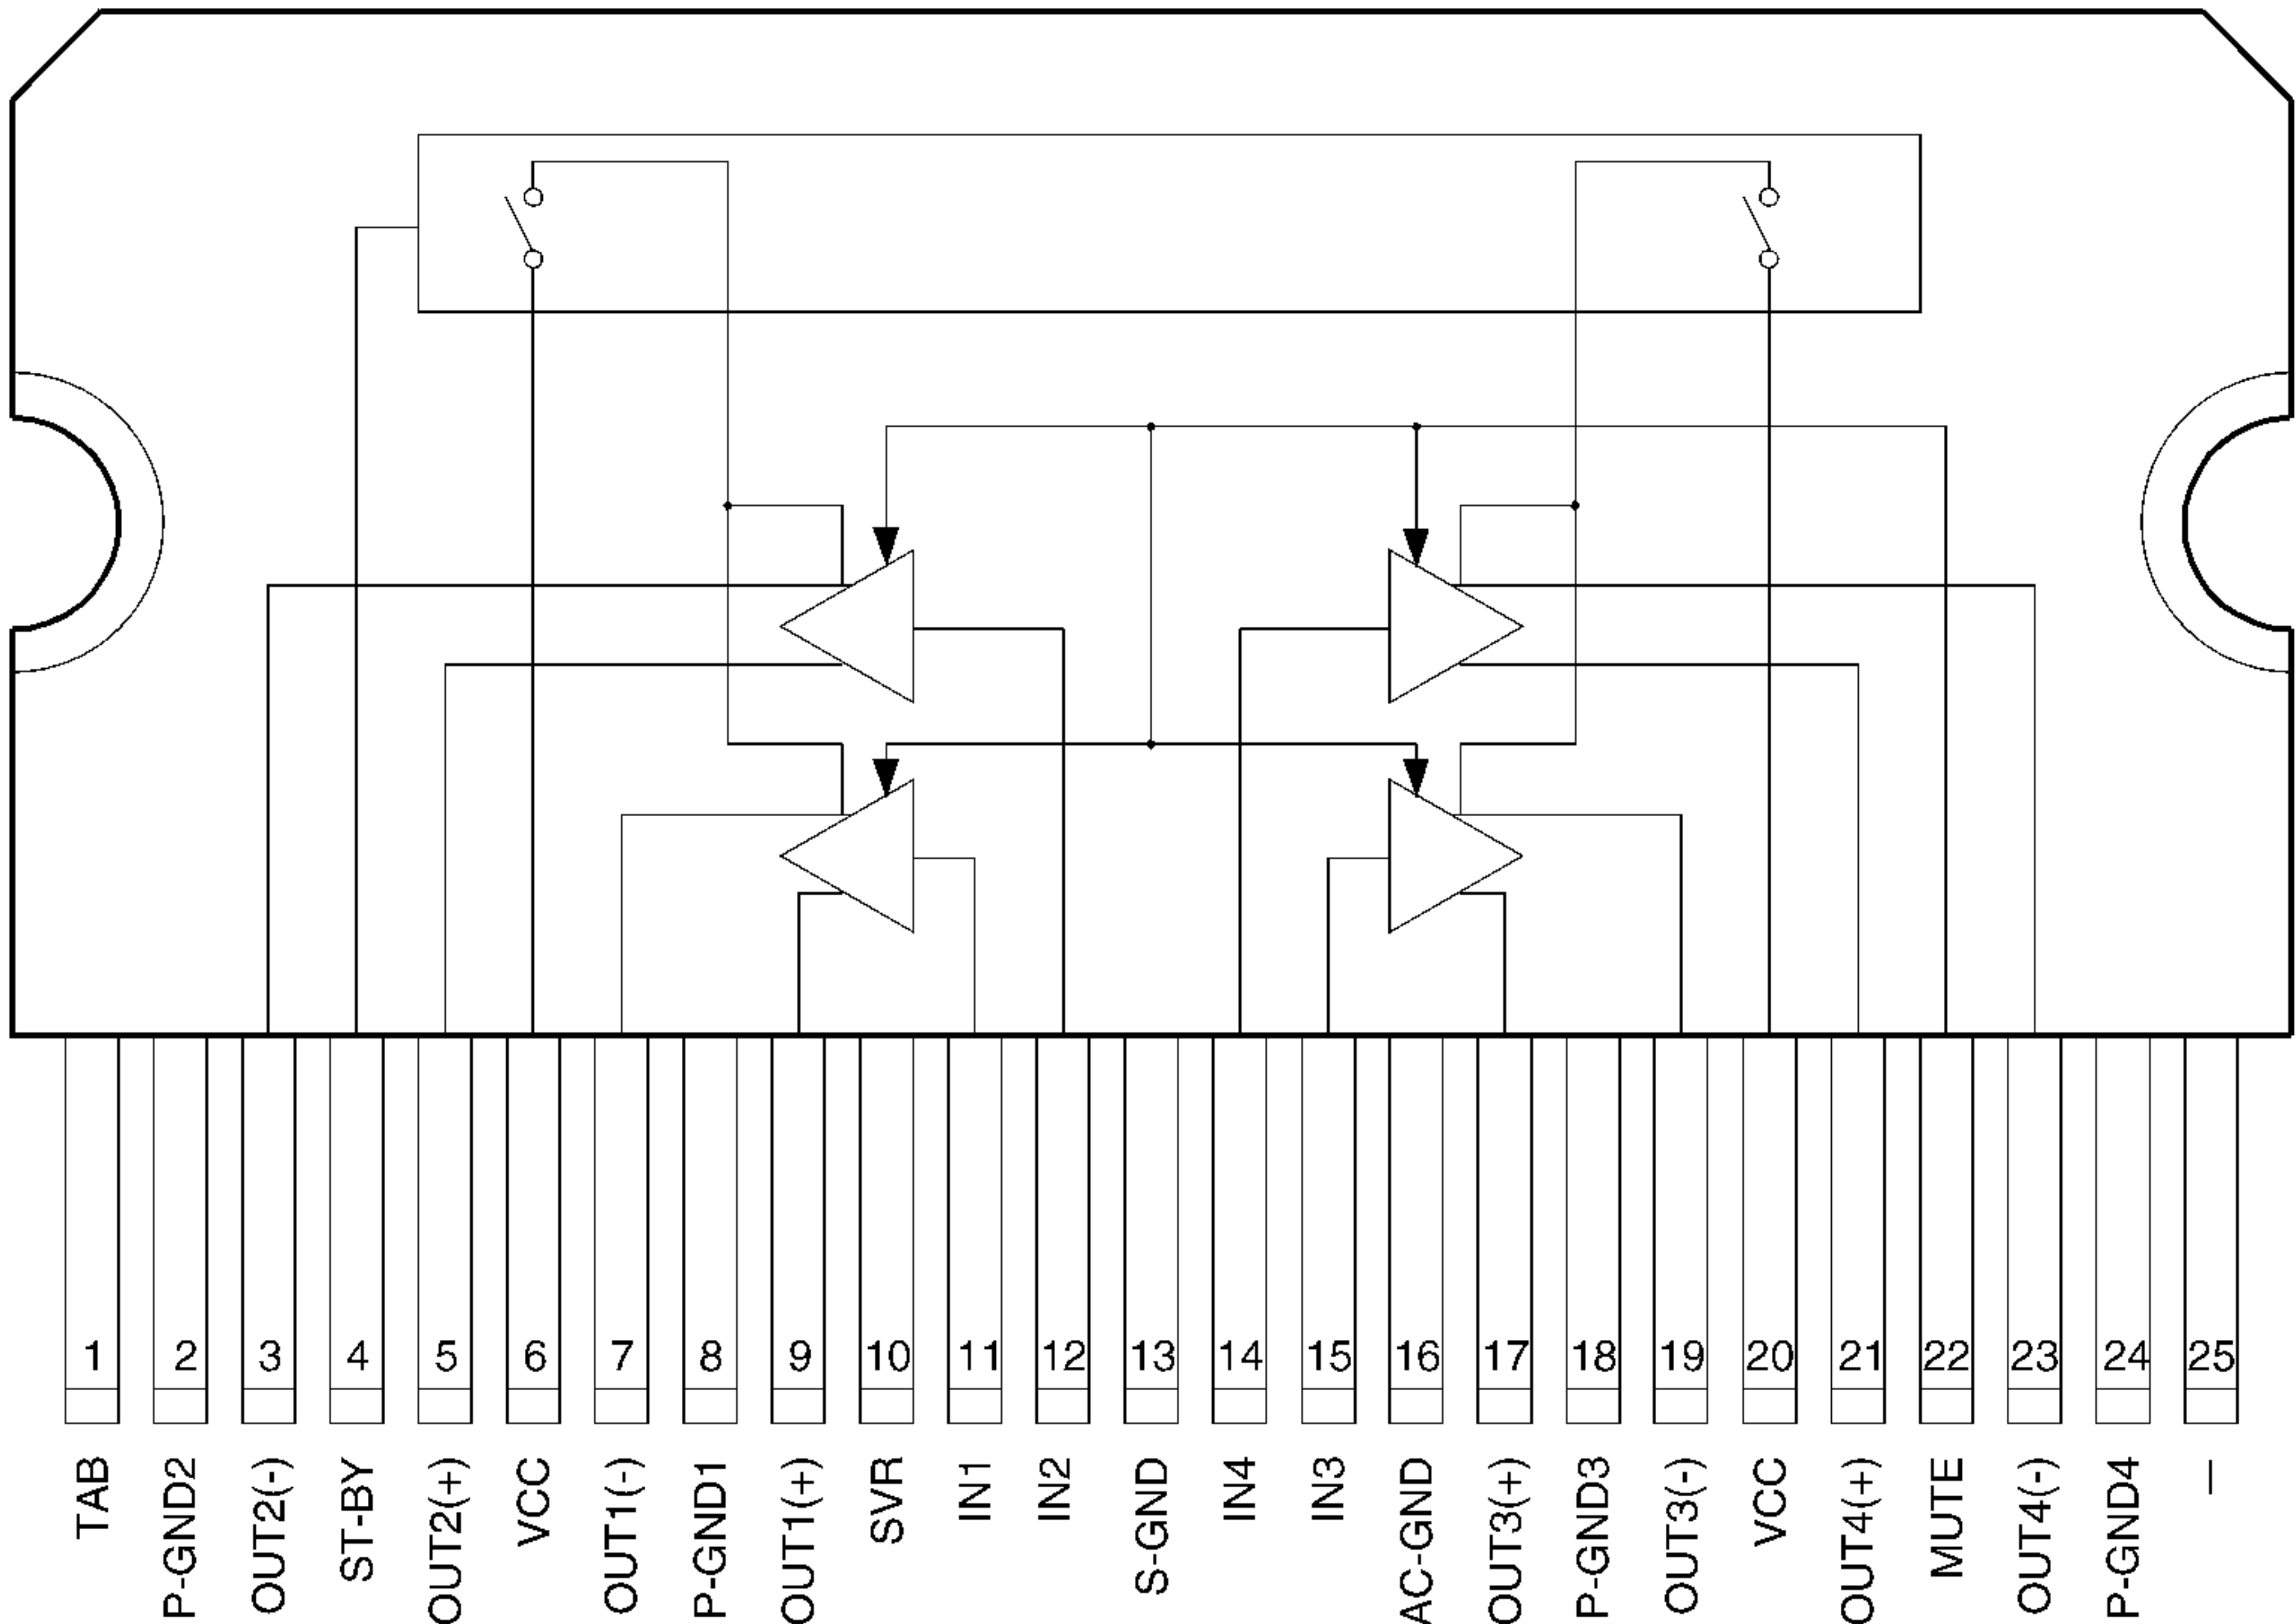 1 2 3 4 5 6 7 8 9 10 11 12 13 14 15 16 17 18 19 20 21 22 23 24 25
TAB
P-GND2
OUT2(-)
ST-BY
OUT2(+)
VCC
OUT1(-)
P-GND1
OUT1(+)
SVR
IN1
IN2
S-GND
IN4
IN3
AC-GND
OUT3(+)
P-GND3
OUT3(-)
VCC
OUT4(+)
MUTE
OUT4(-)
P-GND4
–